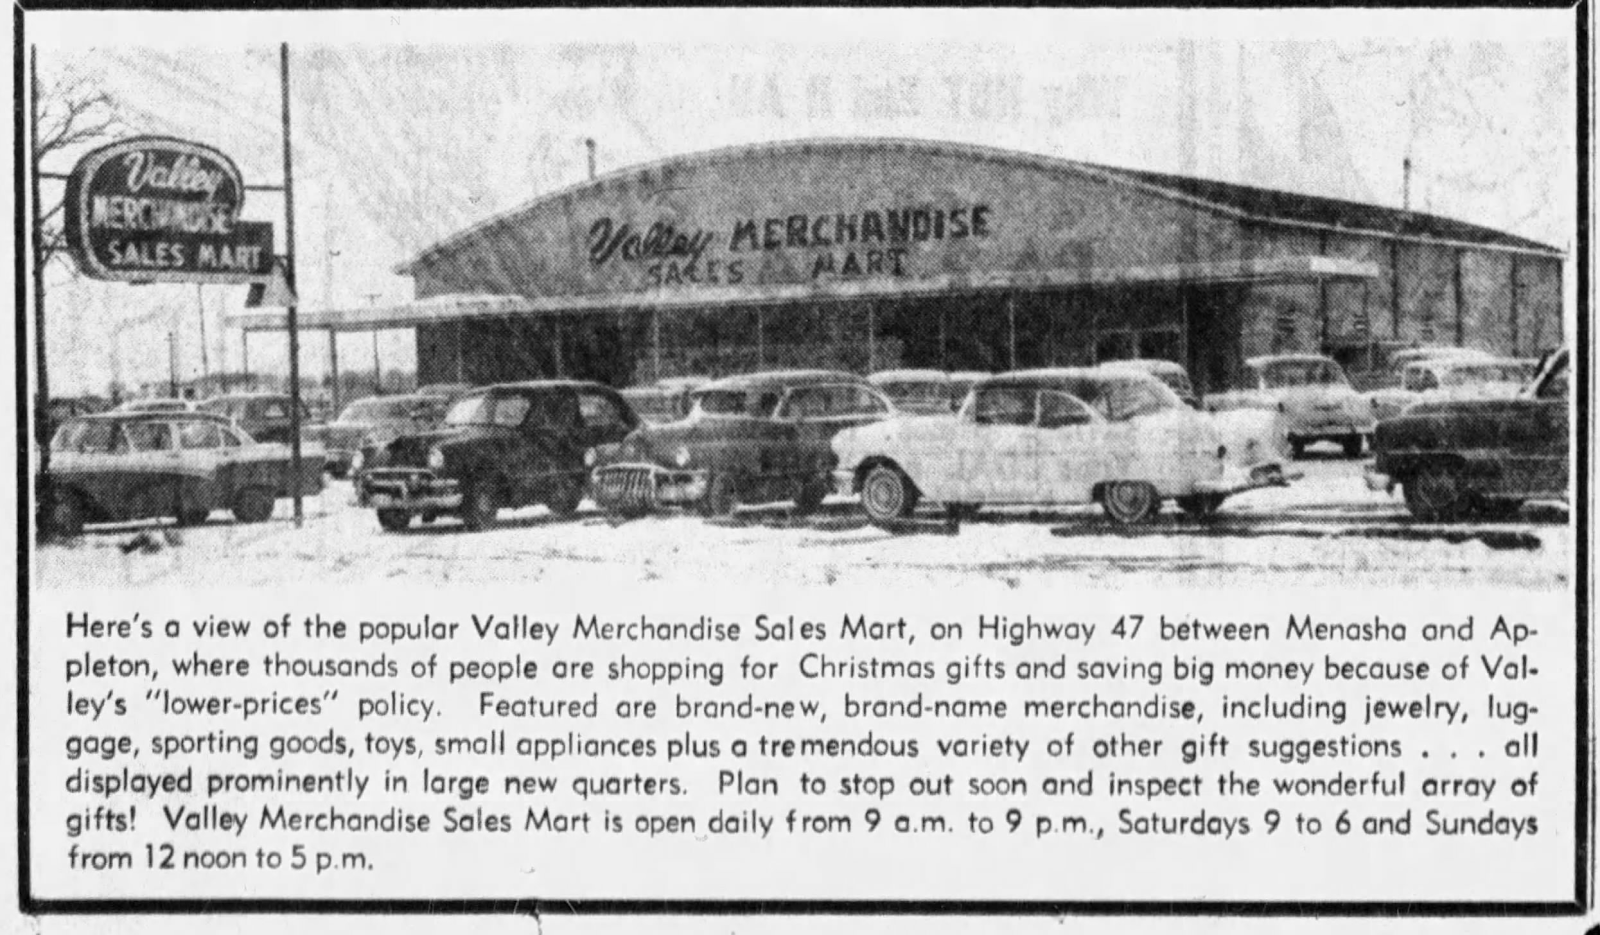 Valley
MERCHANDISE
SALES MART
Valley MERCHANDISE
SALES MART
Here's a view of the popular Valley Merchandise Sales Mart, on Highway 47 between Menasha and Ap-
pleton, where thousands of people are shopping for Christmas gifts and saving big money because of Val-
ley's "lower-prices" policy. Featured are brand-new, brand-name merchandise, including jewelry, lug-
gage, sporting goods, toys, small appliances plus a tremendous variety of other gift suggestions . . . all
displayed prominently in large new quarters. Plan to stop out soon and inspect the wonderful array of
gifts! Valley Merchandise Sales Mart is open daily from 9 a.m. to 9 p.m., Saturdays 9 to 6 and Sundays
from 12 noon to 5 p.m.